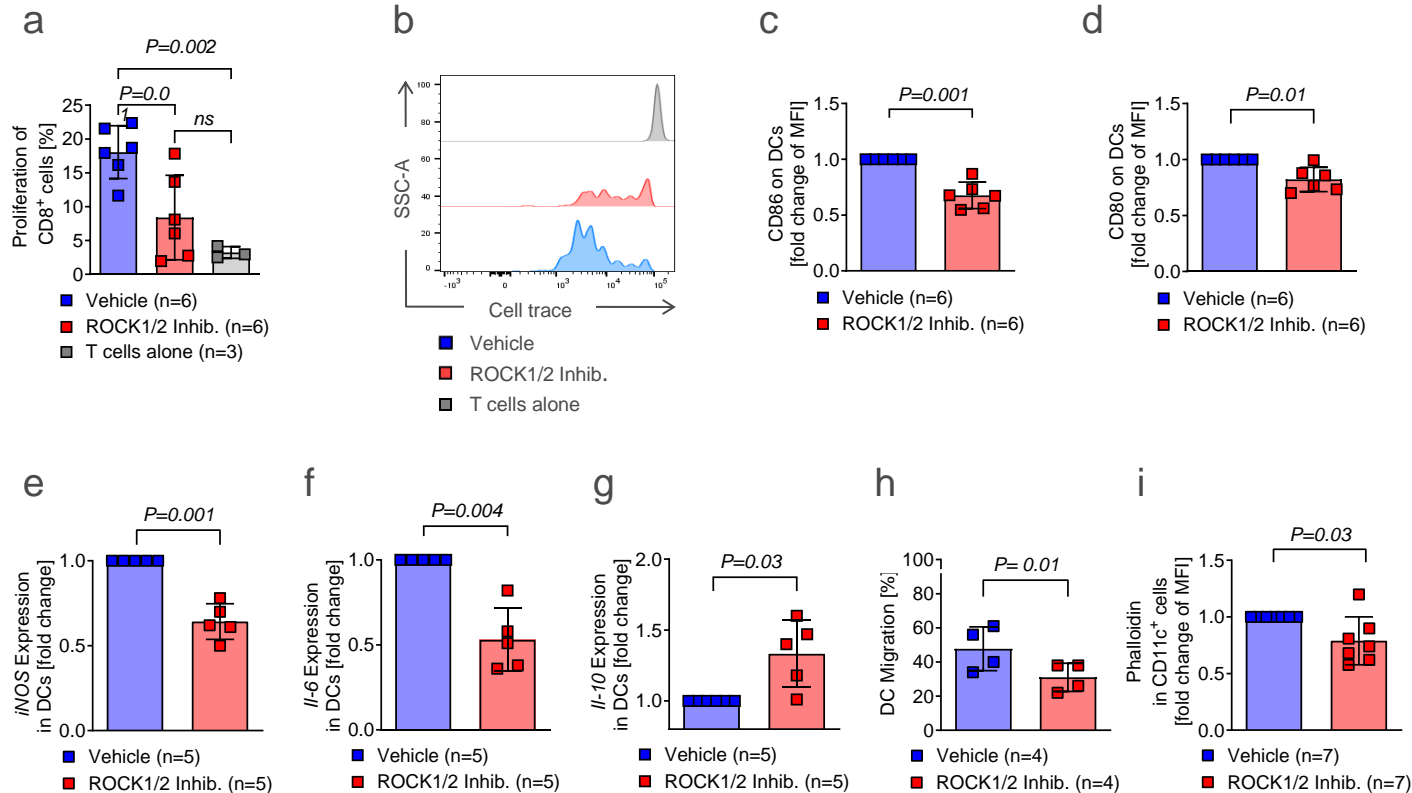 a
P=0.002
P=0.0
1
ns
Proliferation of
CD8+ cells [%]
25
20
15
10
5
0
Vehicle (n=6)
ROCK1/2 Inhib. (n=6)
T cells alone (n=3)
b
SSC-A
100
60
40
20
0
-10³
0
10³
10⁴
10⁵
Cell trace
Vehicle
ROCK1/2 Inhib.
T cells alone
c
P=0.001
CD86 on DCs
[fold change of MFI]
1.5
1.0
0.5
0.0
Vehicle (n=6)
ROCK1/2 Inhib. (n=6)
d
P=0.01
CD80 on DCs
[fold change of MFI]
1.5
1.0
0.5
0.0
Vehicle (n=6)
ROCK1/2 Inhib. (n=6)
e
P=0.001
iNOS Expression
in DCs [fold change]
1.0
0.5
0.0
Vehicle (n=5)
ROCK1/2 Inhib. (n=5)
f
P=0.004
Il-6 Expression
in DCs [fold change]
1.0
0.5
0.0
Vehicle (n=5)
ROCK1/2 Inhib. (n=5)
g
P=0.03
Il-10 Expression
in DCs [fold change]
2.0
1.5
1.0
Vehicle (n=5)
ROCK1/2 Inhib. (n=5)
h
P= 0.01
DC Migration [%]
100
80
60
40
20
0
Vehicle (n=4)
ROCK1/2 Inhib. (n=4)
i
P=0.03
Phalloidin
in CD11c+ cells
[fold change of MFI]
1.5
1.0
0.5
0.0
Vehicle (n=7)
ROCK1/2 Inhib. (n=7)